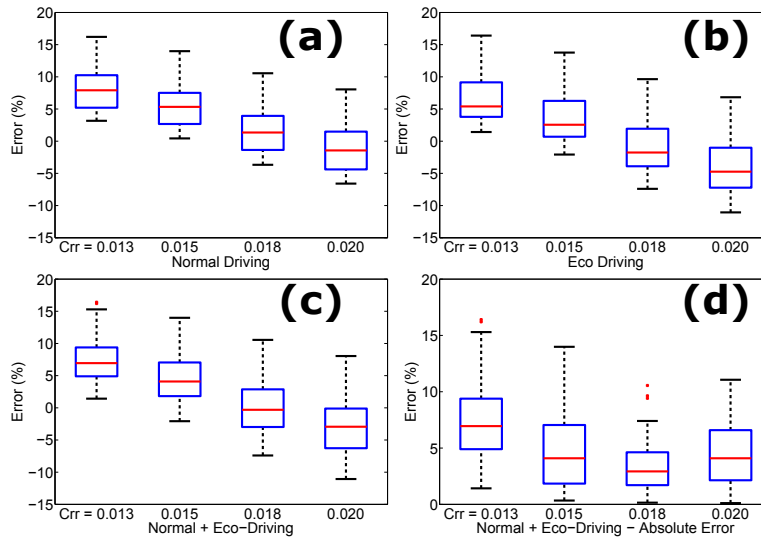 (a)
20
15
10
5
0
−5
−10
−15
Error (%)
Crr = 0.013 0.015 0.018 0.020
Normal Driving
(b)
20
15
10
5
0
−5
−10
−15
Error (%)
Crr = 0.013 0.015 0.018 0.020
Eco Driving
(c)
20
15
10
5
0
−5
−10
−15
Error (%)
Crr = 0.013 0.015 0.018 0.020
Normal + Eco−Driving
(d)
20
15
10
5
0
Error (%)
Crr = 0.013 0.015 0.018 0.020
Normal + Eco−Driving − Absolute Error